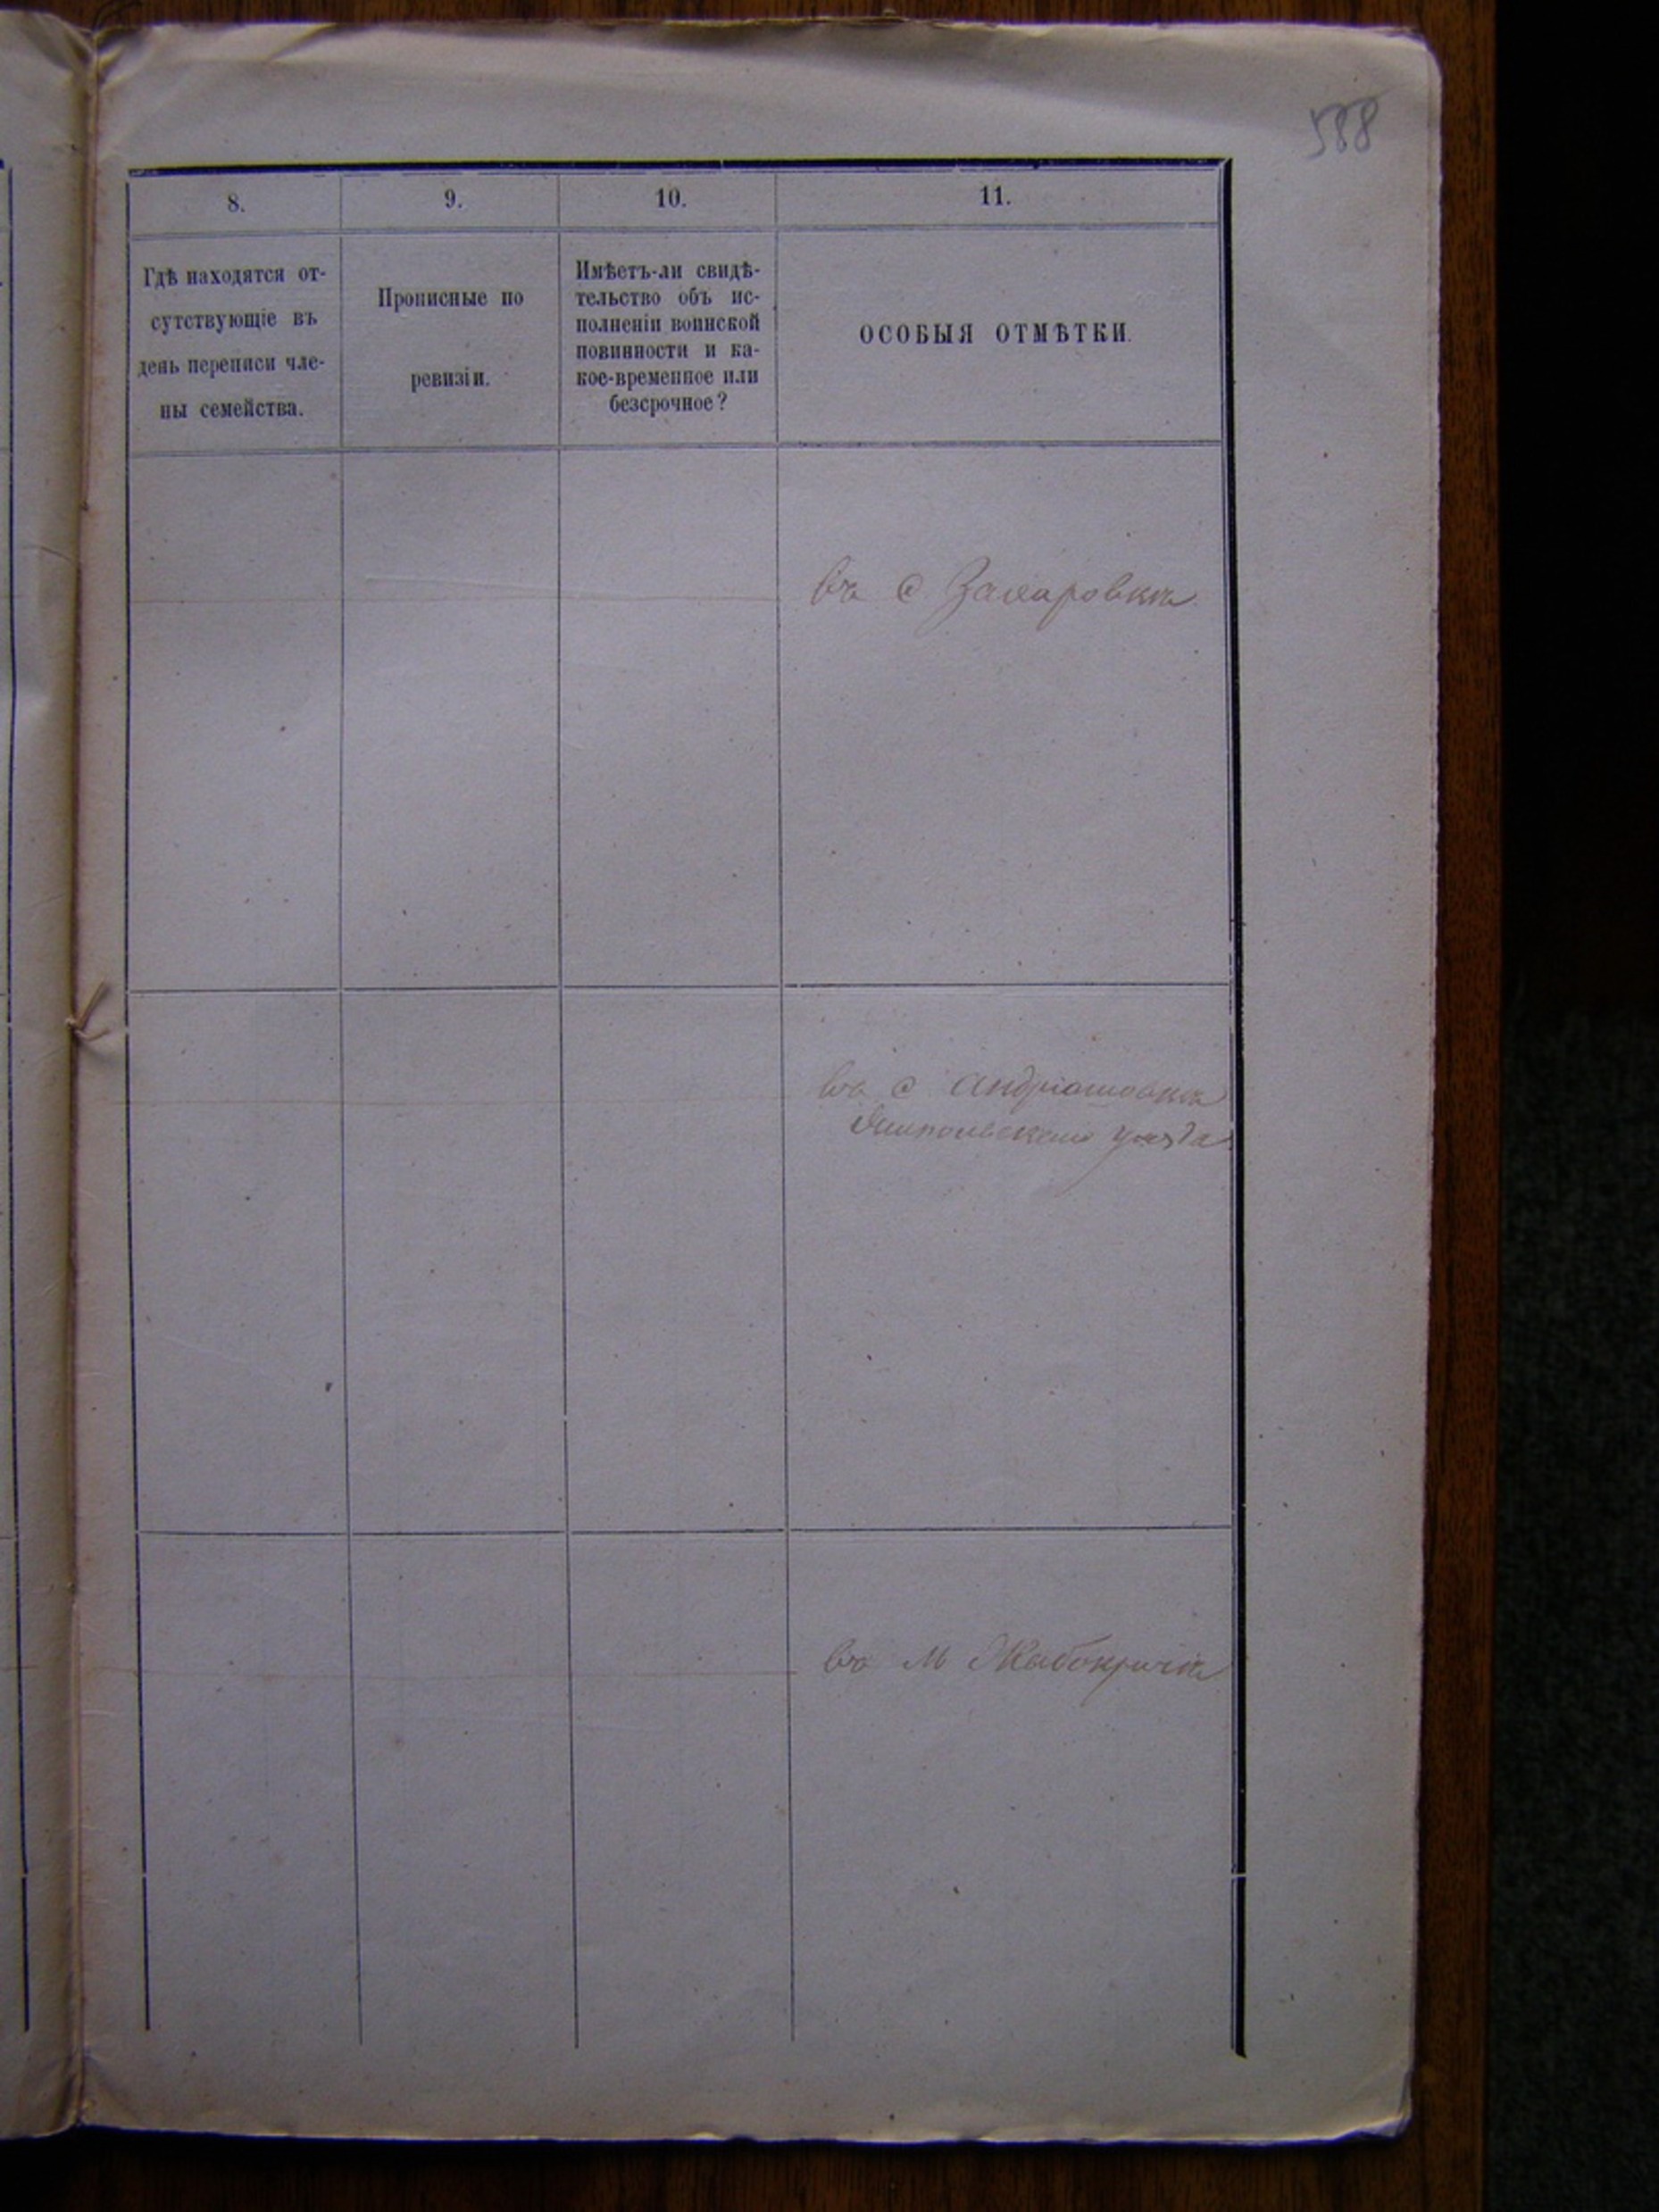 588
8. 9. 10. 11.
Гдѣ находятся от-
сутствующіе въ
день переписи чле-
ны семейства.
Прописные по
ревизіи.
Имѣетъ-ли свидѣ-
тельство объ ис-
полненіи воинской
повинности и ка-
кое-временное или
безсрочное?
ОСОБЫЯ ОТМѢТКИ.
въ с Захаровкѣ
въ с Андріяшовкѣ
уѣзда
въ м Жабокричкѣ